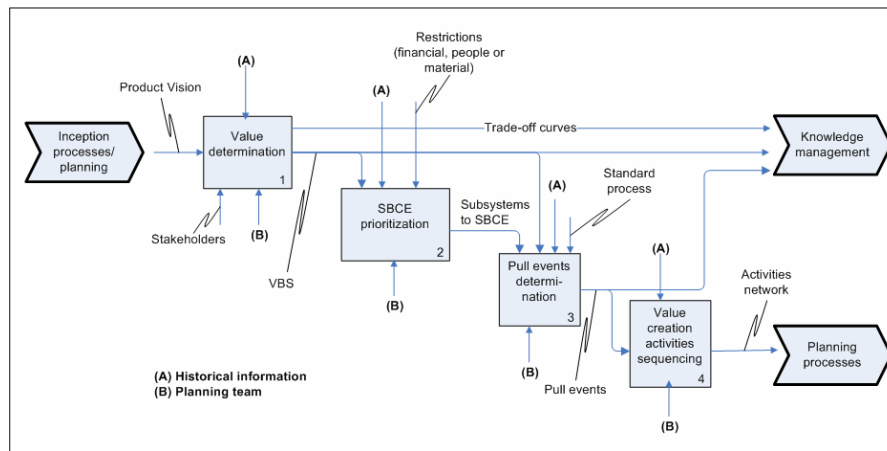 Restrictions
(financial, people or
material)
(A)
Product Vision
(A)
Inception
processes/
planning
Value
determination
1
Trade-off curves
Knowledge
management
Stakeholders
(B)
VBS
SBCE
prioritization
2
(B)
Subsystems
to SBCE
(A)
Standard
process
Pull events
determi-
nation
3
(B)
Pull events
(A)
Value
creation
activities
sequencing
4
(B)
Activities
network
Planning
processes
(A) Historical information
(B) Planning team